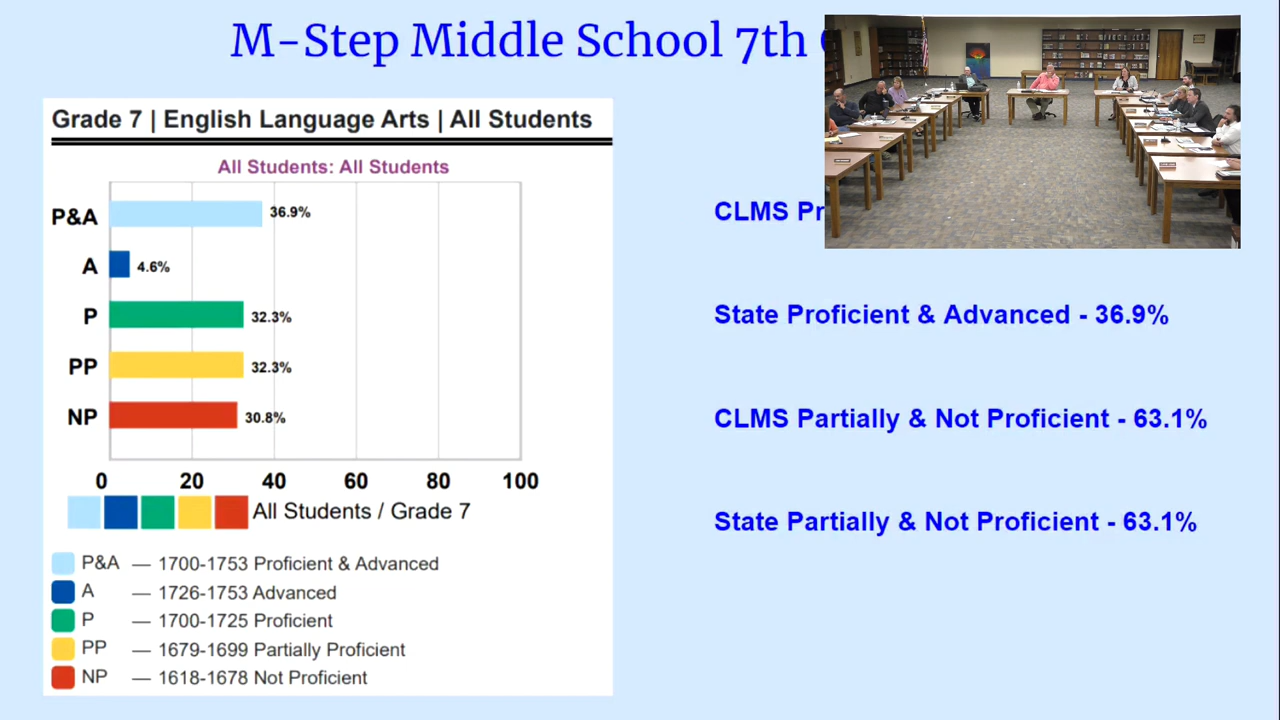 M-Step Middle School 7th
Grade 7 | English Language Arts | All Students
All Students: All Students
P&A 36.9%
A 4.6%
P 32.3%
PP 32.3%
NP 30.8%
0 20 40 60 80 100
All Students / Grade 7
P&A — 1700-1753 Proficient & Advanced
A — 1726-1753 Advanced
P — 1700-1725 Proficient
PP — 1679-1699 Partially Proficient
NP — 1618-1678 Not Proficient
CLMS
State Proficient & Advanced - 36.9%
CLMS Partially & Not Proficient - 63.1%
State Partially & Not Proficient - 63.1%